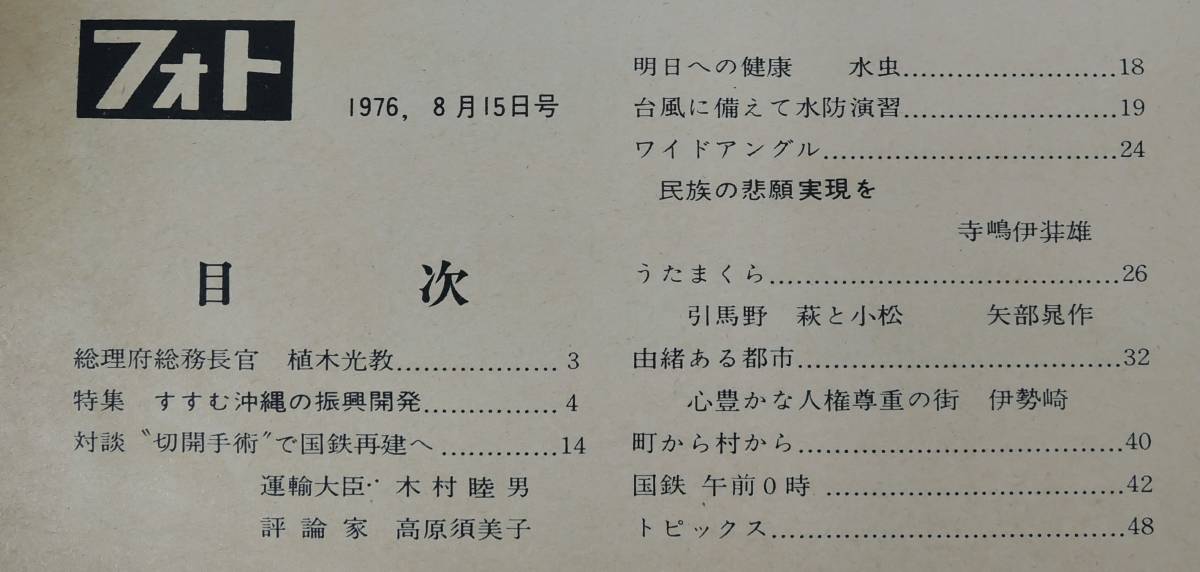 フォト
1976, 8月15日号
目次
総理府総務長官 植木光教………………3
特集 すすむ沖縄の振興開発……………4
対談 〝切開手術〟で国鉄再建へ…………14
運輸大臣 木村睦男
評論家 高原須美子
明日への健康 水虫……………………18
台風に備えて水防演習……………………19
ワイドアングル……………………………24
民族の悲願実現を
寺嶋伊弉雄
うたまくら…………………………………26
引馬野 萩と小松 矢部晃作
由緒ある都市………………………………32
心豊かな人権尊重の街 伊勢崎
町から村から………………………………40
国鉄 午前0時………………………………42
トピックス…………………………………48